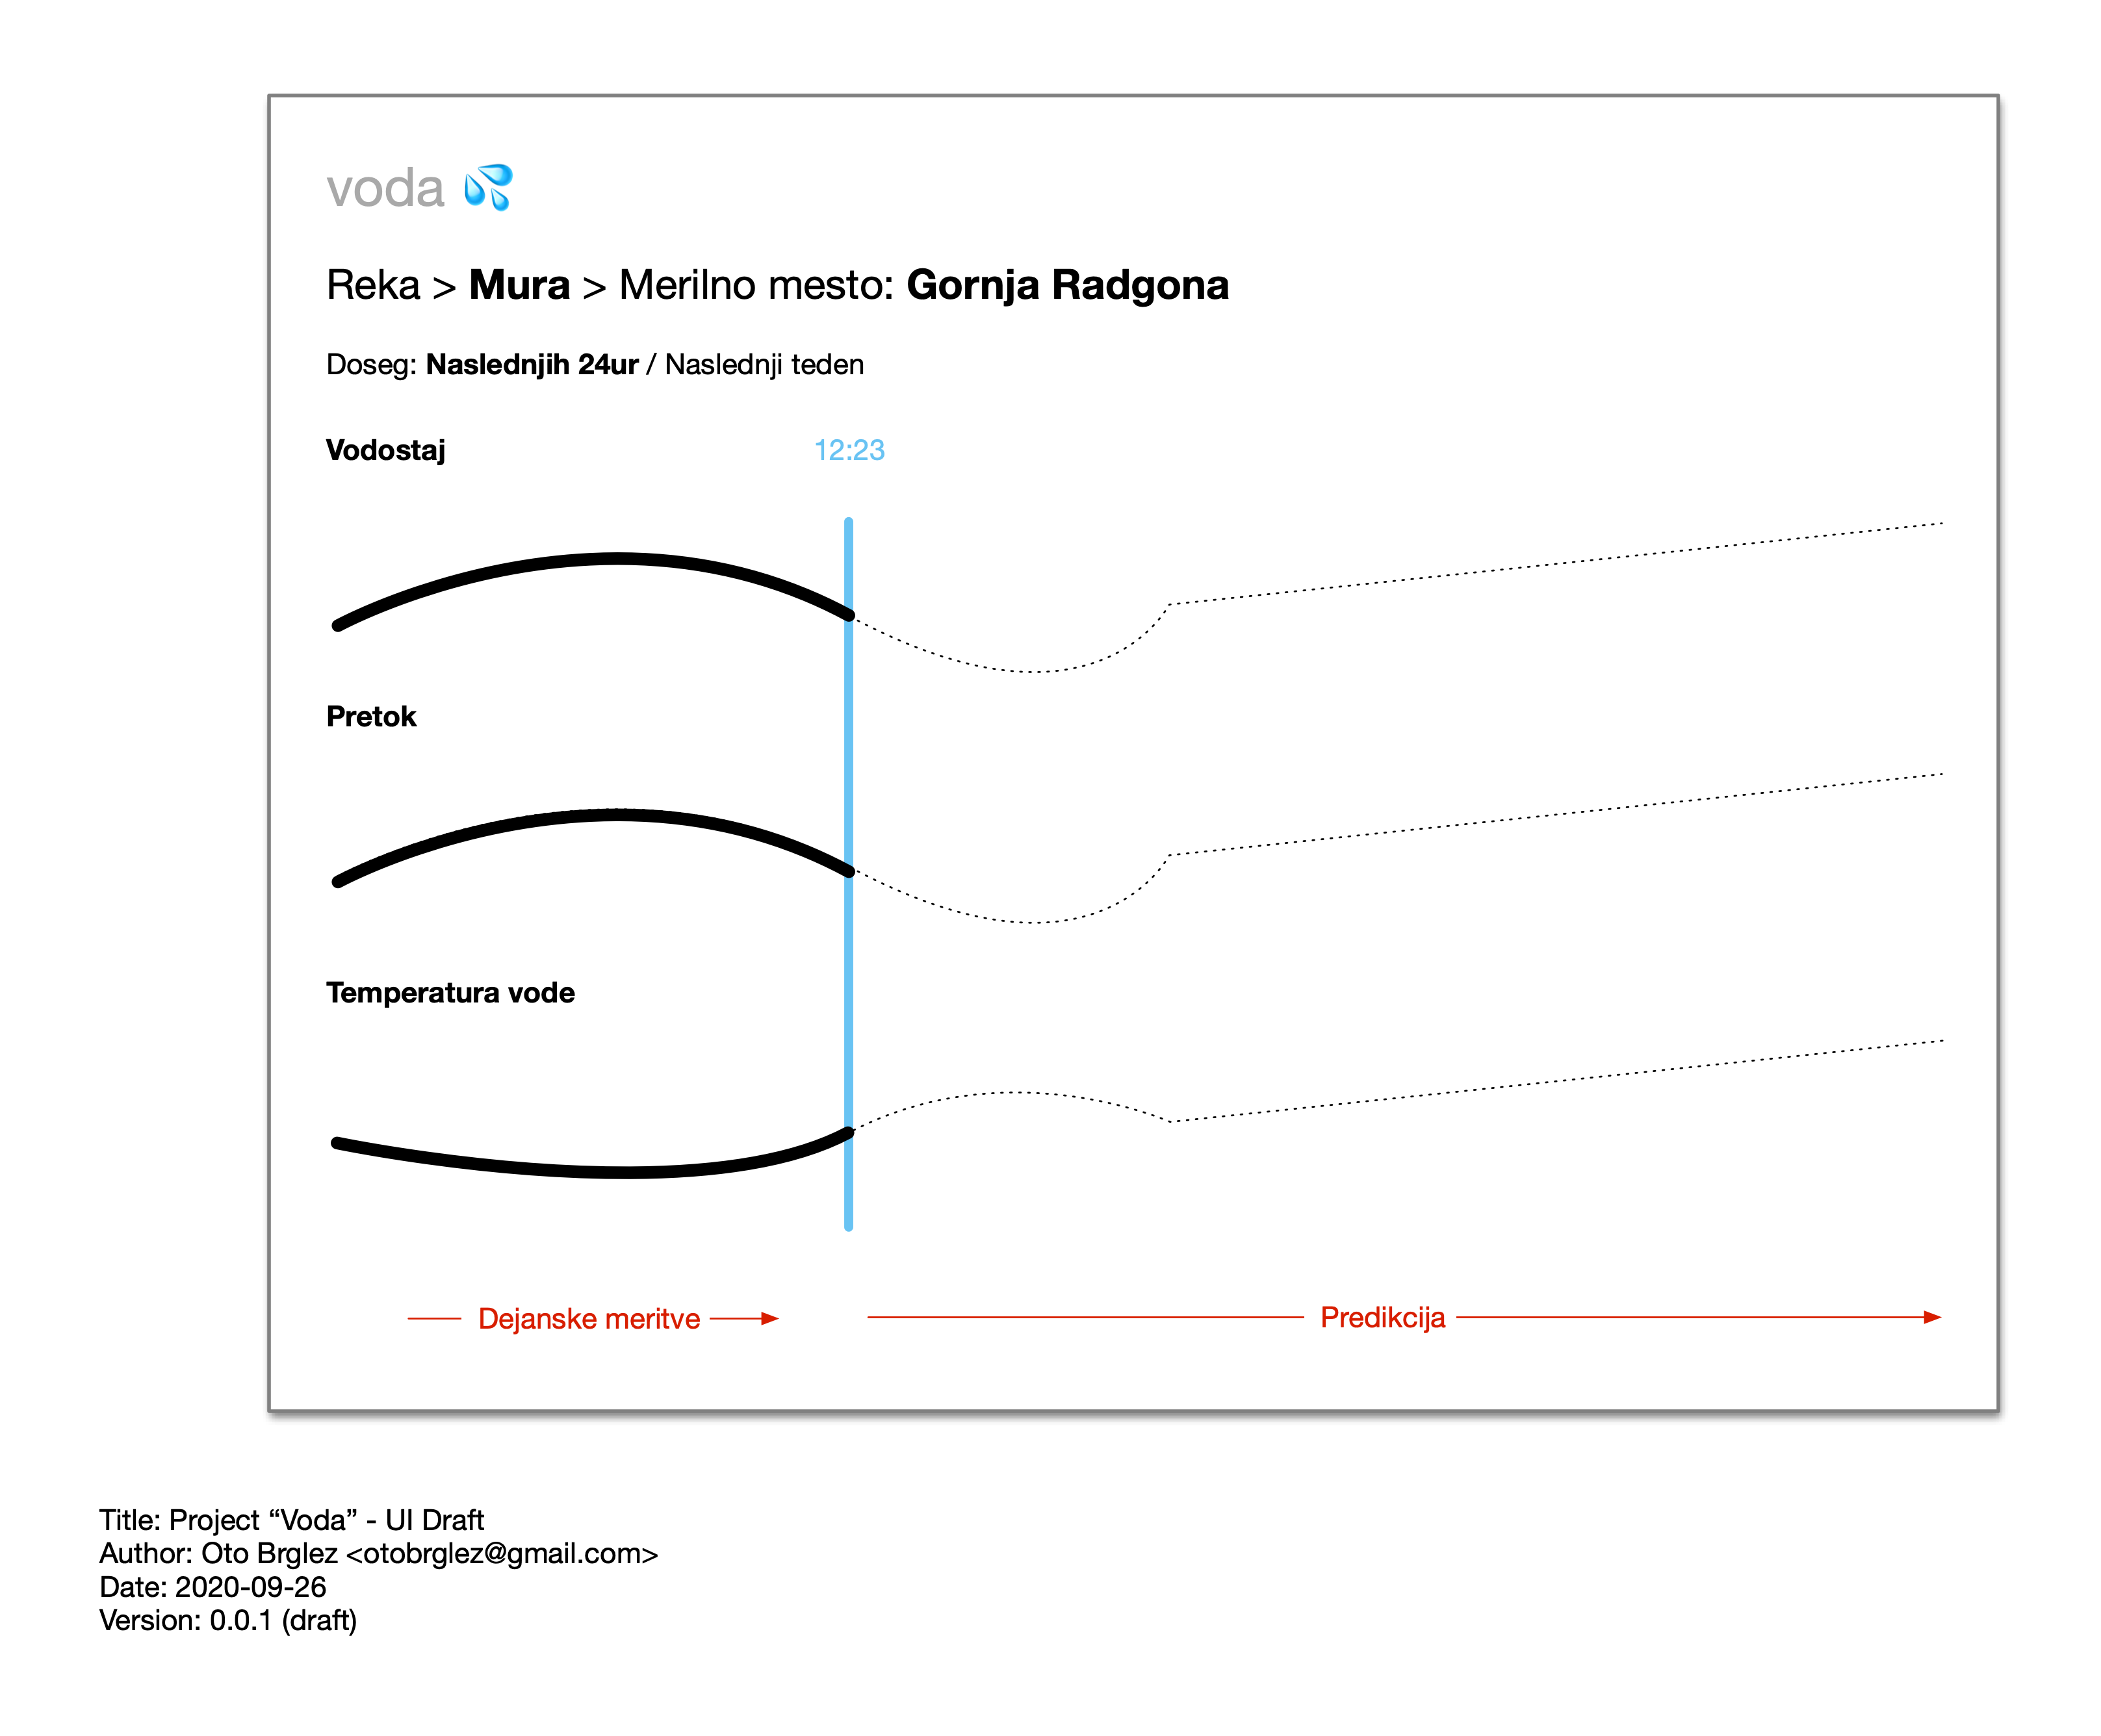 voda 💦
Reka > Mura > Merilno mesto: Gornja Radgona
Doseg: Naslednjih 24ur / Naslednji teden
Vodostaj
12:23
Pretok
Temperatura vode
Dejanske meritve
Predikcija
Title: Project “Voda” - UI Draft
Author: Oto Brglez <otobrglez@gmail.com>
Date: 2020-09-26
Version: 0.0.1 (draft)